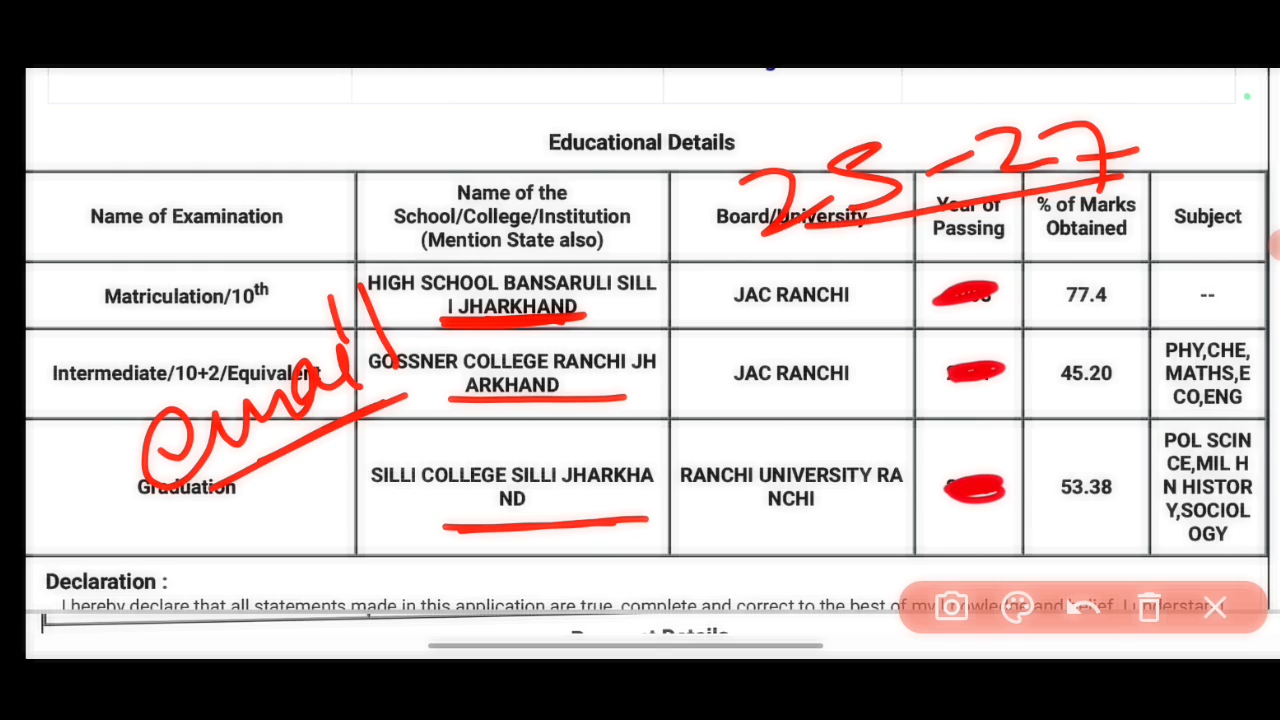 Educational Details
25-27
Name of Examination
Name of the
School/College/Institution
(Mention State also)
Board/University
Year of
Passing
% of Marks
Obtained
Subject
Matriculation/10th
HIGH SCHOOL BANSARULI SILL
I JHARKHAND
JAC RANCHI
77.4
--
Intermediate/10+2/Equivalent
GOSSNER COLLEGE RANCHI JH
ARKHAND
JAC RANCHI
45.20
PHY,CHE,
MATHS,E
CO,ENG
email
Graduation
SILLI COLLEGE SILLI JHARKHA
ND
RANCHI UNIVERSITY RA
NCHI
53.38
POL SCIN
CE,MIL H
N HISTOR
Y,SOCIOL
OGY
Declaration :
I hereby declare that all statements made in this application are true, complete and correct to the best of my knowledge and belief. I understand